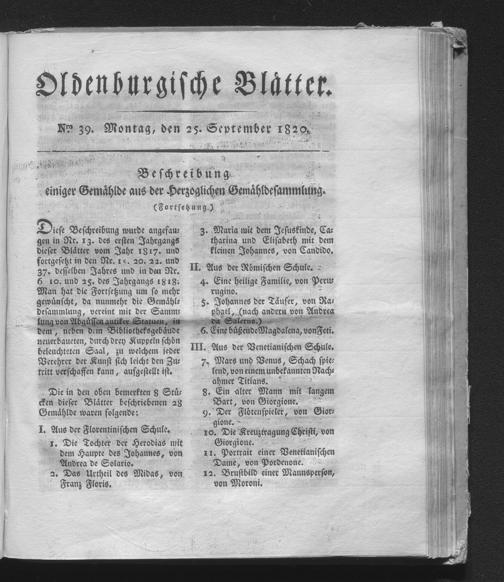 Oldenburgische Blätter.
No. 39. Montag, den 25. September 1820.
Beschreibung
einiger Gemählde aus der Herzoglichen Gemähldesammlung.
(Fortsetzung.)
Diese Beschreibung wurde angefan-
gen in Nr. 13. des ersten Jahrgangs
dieser Blätter vom Jahr 1817. und
fortgesetzt in den Nr. 20. 22. und
37. desselben Jahres und in den Nr.
6 10. und 25. des Jahrgangs 1818.
Man hat die Fortsetzung um so mehr
gewünscht, da nunmehr die Gemähl-
desammlung, vereint mit der Samm-
lung von Abgüssen antiker Statuen, in
dem, neben dem Bibliotheksgebäude
neuerbaueten, durch drey Kuppeln schön
beleuchteten Saal, zu welchem jeder
Verehrer der Kunst sich leicht den Zu-
tritt verschaffen kann, aufgestellt ist.
Die in den oben bemerkten 8 Stü-
cken dieser Blätter beschriebenen 28
Gemählde waren folgende:
I. Aus der Florentinischen Schule.
1. Die Tochter der Herodias mit
dem Haupte des Johannes, von
Andrea de Solario.
2. Das Urtheil des Midas, von
Franz Floris.
3. Maria mit dem Jesuskinde, Ca-
tharina und Elisabeth mit dem
kleinen Johannes, von Candido.
II. Aus der Römischen Schule.
4. Eine heilige Familie, von Peru-
rugino.
5. Johannes der Täufer, von Ra-
phael, (nach andern von Andrea
da Salerno.)
6. Eine büßende Magdalena, von Feti.
III. Aus der Venetianischen Schule.
7. Mars und Venus, Schach spie-
lend, von einem unbekannten Nach-
ahmer Titians.
8. Ein alter Mann mit langem
Bart, von Giorgione.
9. Der Flötenspieler, von Gior-
gione.
10. Die Kreuztragung Christi, von
Giorgione.
11. Portrait einer Venetianischen
Dame, von Pordenone.
12. Brustbild einer Mannsperson,
von Moroni.